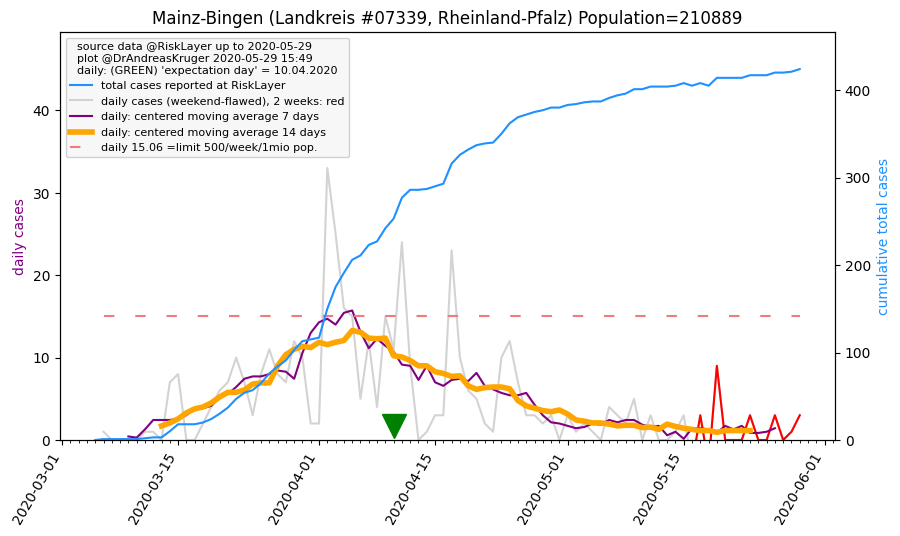 Mainz-Bingen (Landkreis #07339, Rheinland-Pfalz) Population=210889
source data @RiskLayer up to 2020-05-29
plot @DrAndreasKruger 2020-05-29 15:49
daily: (GREEN) 'expectation day' = 10.04.2020
total cases reported at RiskLayer
daily cases (weekend-flawed), 2 weeks: red
daily: centered moving average 7 days
daily: centered moving average 14 days
daily 15.06 =limit 500/week/1mio pop.
daily cases
40
30
20
10
0
cumulative total cases
400
300
200
100
0
2020-03-01
2020-03-15
2020-04-01
2020-04-15
2020-05-01
2020-05-15
2020-06-01